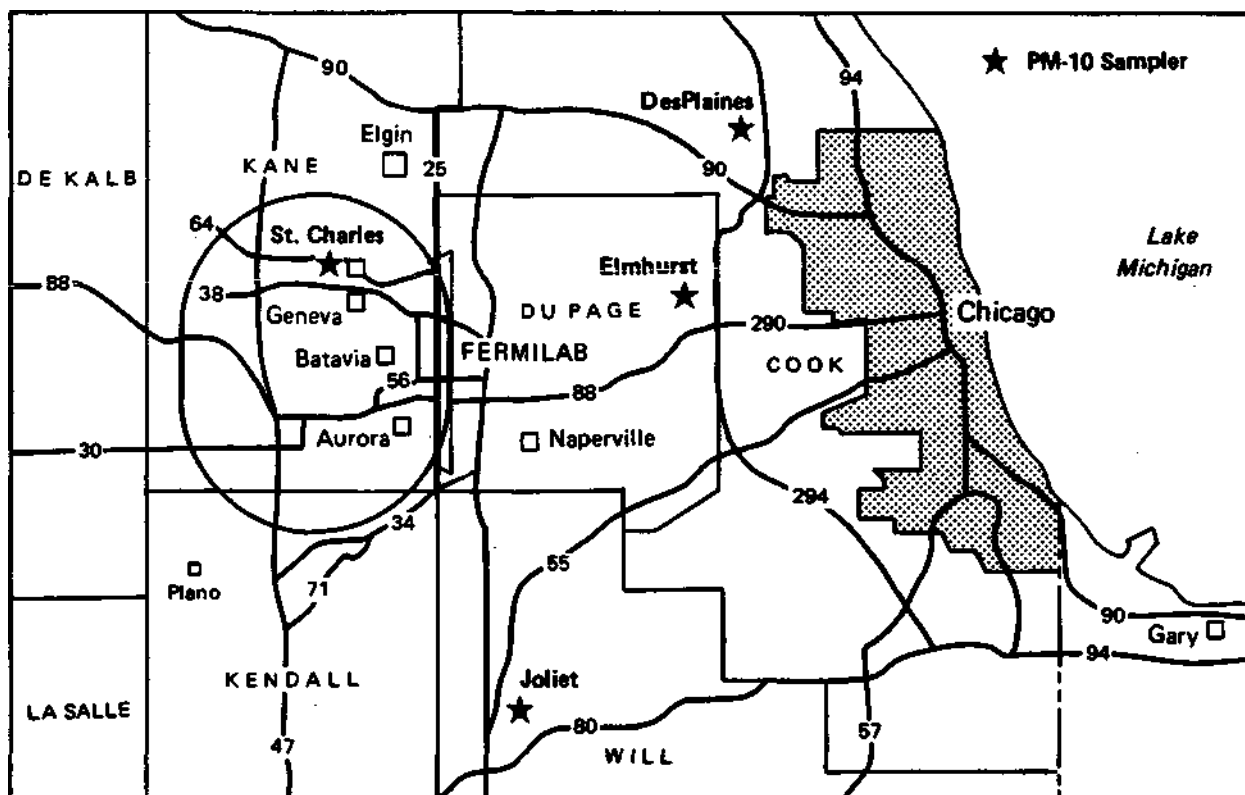 90
94
★ PM-10 Sampler
DesPlaines
Elgin
KANE
25
90
DE KALB
64
St. Charles
Lake
Michigan
Elmhurst
88
38
Geneva
DU PAGE
290
Chicago
Batavia
FERMILAB
COOK
56
88
Aurora
Naperville
30
294
34
55
Plano
71
90
Gary
94
KENDALL
Joliet
LA SALLE
80
57
47
WILL